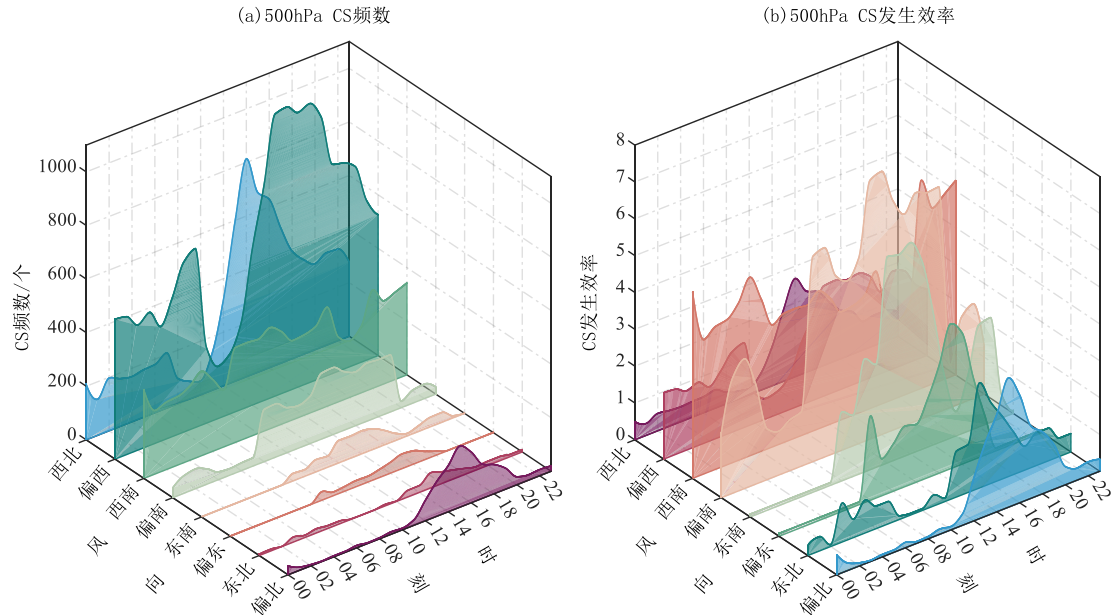 (a)500hPa CS频数
1000
800
600
400
200
0
CS频数/个
西北
偏西
西南
偏南
东南
偏东
东北
偏北
风 向
00
02
04
06
08
10
12
14
16
18
20
22
时 刻
(b)500hPa CS发生效率
8
7
6
5
4
3
2
1
0
CS发生效率
西北
偏西
西南
偏南
东南
偏东
东北
偏北
风 向
00
02
04
06
08
10
12
14
16
18
20
22
时 刻